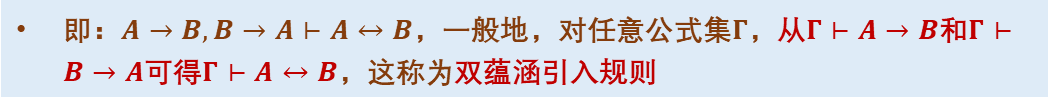 • 即：A → B, B → A ⊢ A ↔ B，一般地，对任意公式集Γ，从Γ ⊢ A → B和Γ ⊢
B → A可得Γ ⊢ A ↔ B，这称为双蕴涵引入规则